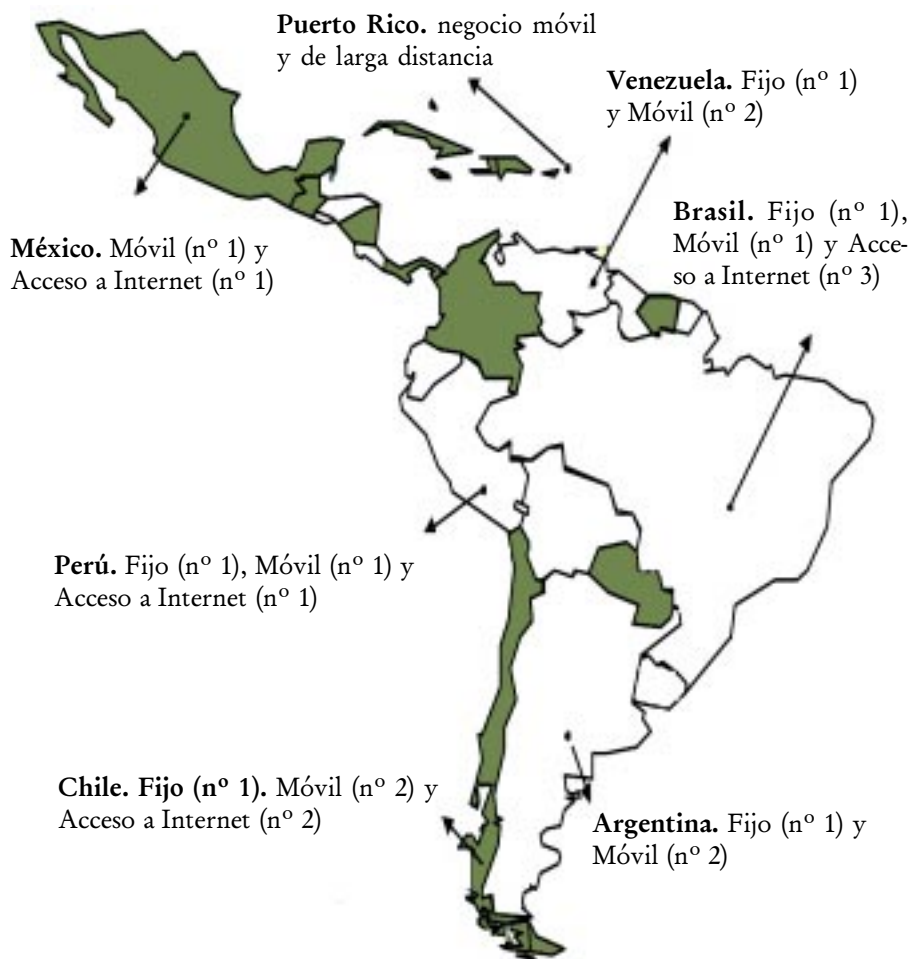 Puerto Rico. negocio móvil
y de larga distancia
Venezuela. Fijo (nº 1)
y Móvil (nº 2)
Brasil. Fijo (nº 1),
Móvil (nº 1) y Acce-
so a Internet (nº 3)
México. Móvil (nº 1) y
Acceso a Internet (nº 1)
Perú. Fijo (nº 1), Móvil (nº 1) y
Acceso a Internet (nº 1)
Chile. Fijo (nº 1). Móvil (nº 2) y
Acceso a Internet (nº 2)
Argentina. Fijo (nº 1) y
Móvil (nº 2)